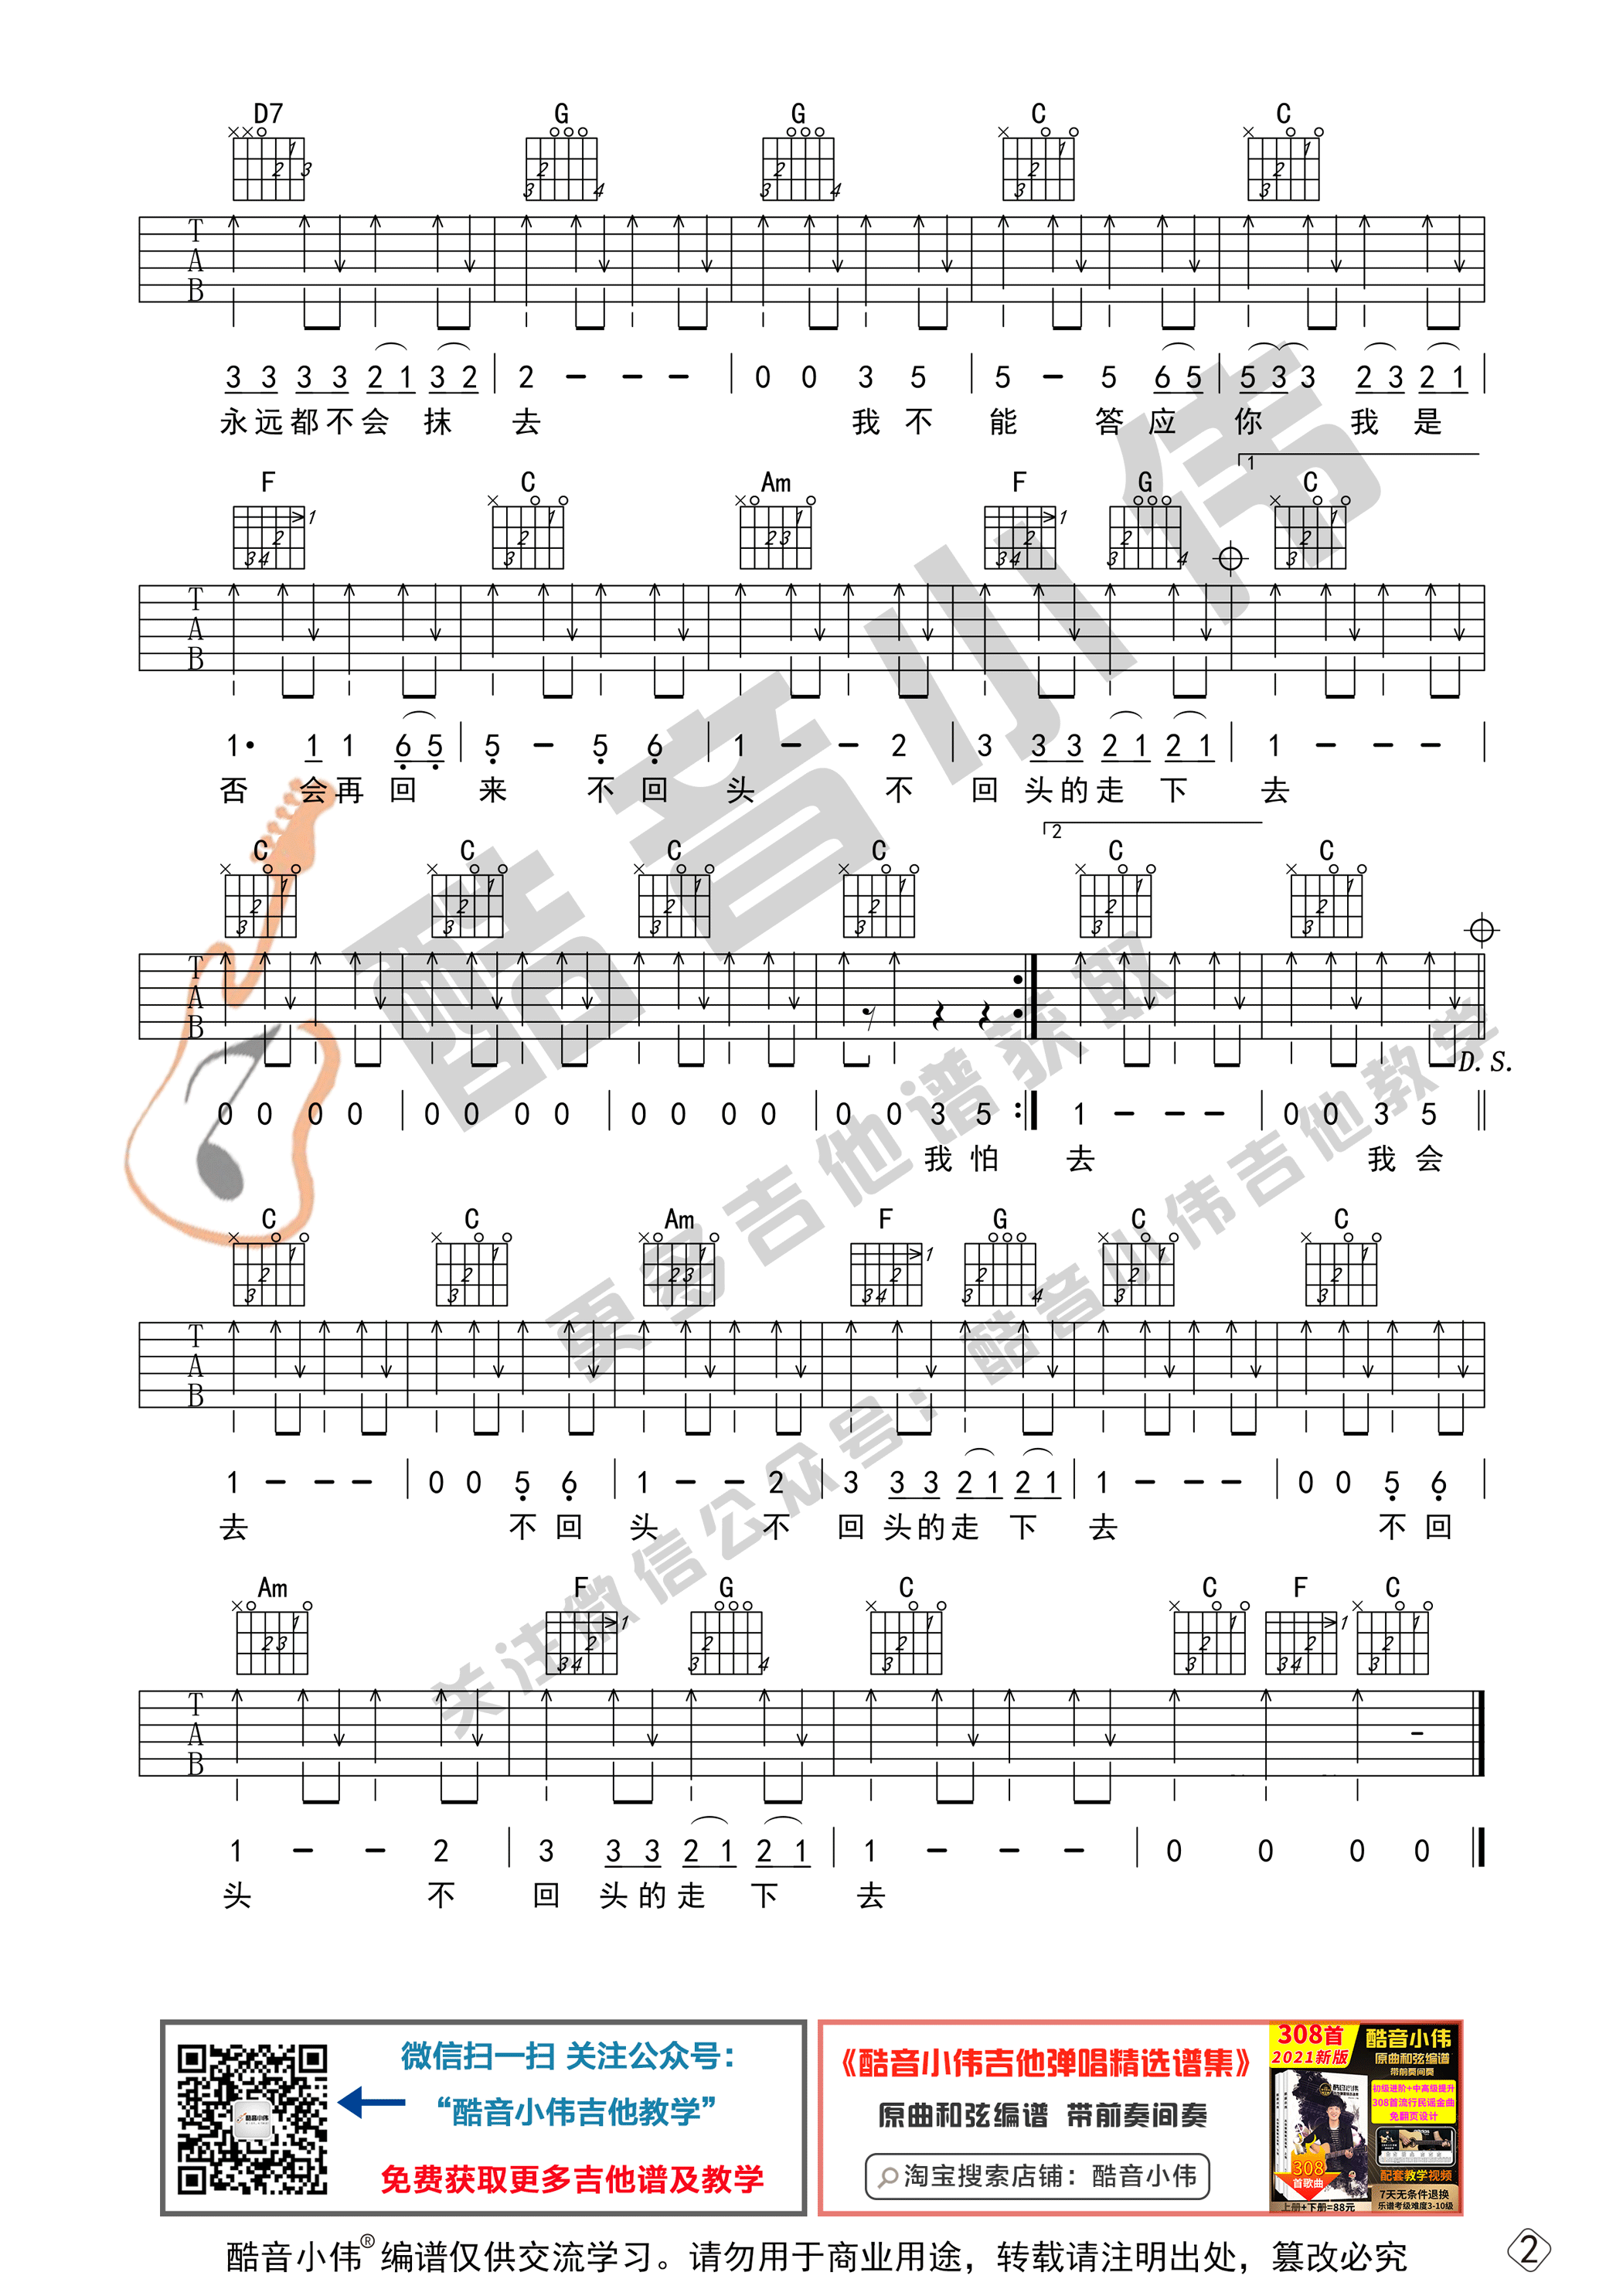 D7 G G C C
T A B
3 3 3 3 2 1 3 2 | 2 - - - | 0 0 3 5 | 5 - 5 6 5 | 5 3 3 2 3 2 1 |
永远都不会 抹 去 我 不 能 答 应 你 我 是
1
F C Am F G C
T A B
1· 1 1 6 5 | 5 - 5 6 | 1 - - 2 | 3 3 3 2 1 2 1 | 1 - - - |
否 会 再 回 来 不 回 头 不 回 头的走 下 去
2
C C C C C C
T A B
D.S.
0 0 0 0 | 0 0 0 0 | 0 0 0 0 | 0 0 3 5 :| 1 - - - | 0 0 3 5 ||
我 怕 去 我 会
C C Am F G C C
T A B
1 - - - | 0 0 5 6 | 1 - - 2 | 3 3 3 2 1 2 1 | 1 - - - | 0 0 5 6 |
去 不 回 头 不 回 头的走 下 去 不 回
Am F G C C F C
T A B
1 - - 2 | 3 3 3 2 1 2 1 | 1 - - - | 0 0 0 0
头 不 回 头 的 走 下 去
酷音小伟
更多吉他谱获取
关注微信公众号：酷音小伟吉他教学
微信扫一扫 关注公众号：
“酷音小伟吉他教学”
免费获取更多吉他谱及教学
酷音小伟
《酷音小伟吉他弹唱精选谱集》
原曲和弦编谱 带前奏间奏
淘宝搜索店铺：酷音小伟
308首
2021新版
酷音小伟
原曲和弦编谱
带前奏间奏
初级进阶+中高级提升
308首流行民谣金曲
免翻页设计
308
首歌曲
配套教学视频
上册+下册=88元
7天无条件退换
乐谱考级难度3-10级
酷音小伟® 编谱仅供交流学习。请勿用于商业用途，转载请注明出处，篡改必究
2